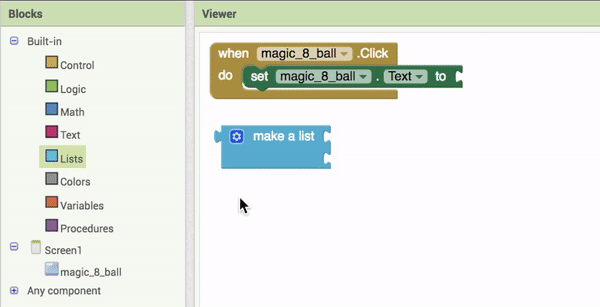 Blocks
Viewer
Built-in
Control
Logic
Math
Text
Lists
Colors
Variables
Procedures
Screen1
magic_8_ball
Any component
when magic_8_ball .Click
do set magic_8_ball . Text to
make a list